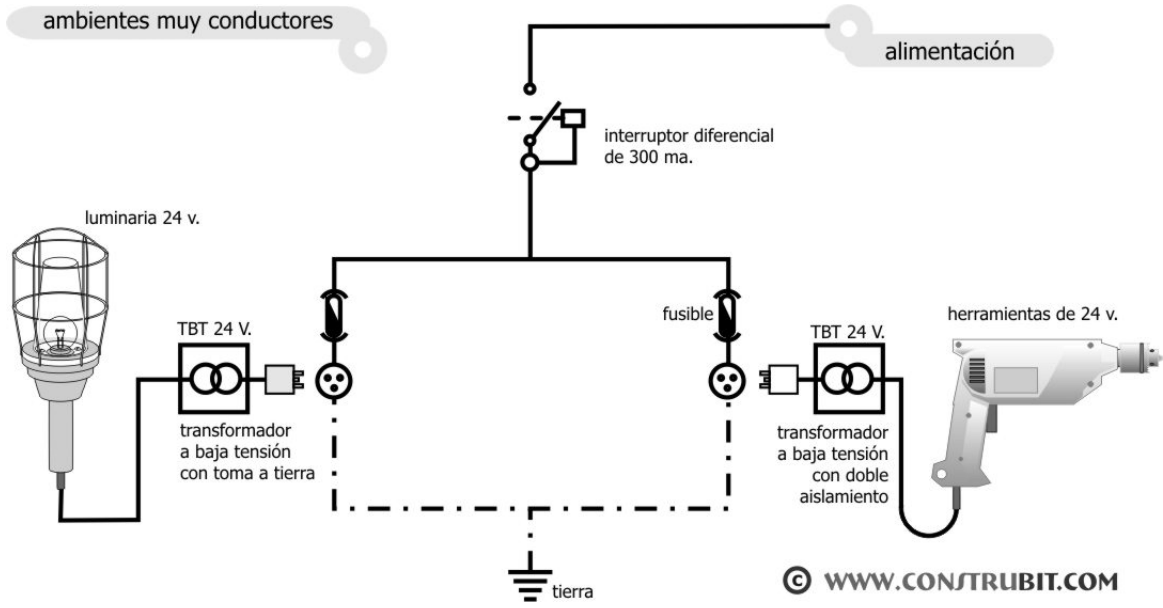 ambientes muy conductores
alimentación
interruptor diferencial
de 300 ma.
luminaria 24 v.
TBT 24 V.
transformador
a baja tensión
con toma a tierra
fusible
TBT 24 V.
transformador
a baja tensión
con doble
aislamiento
herramientas de 24 v.
tierra
© WWW.CONSTRUBIT.COM